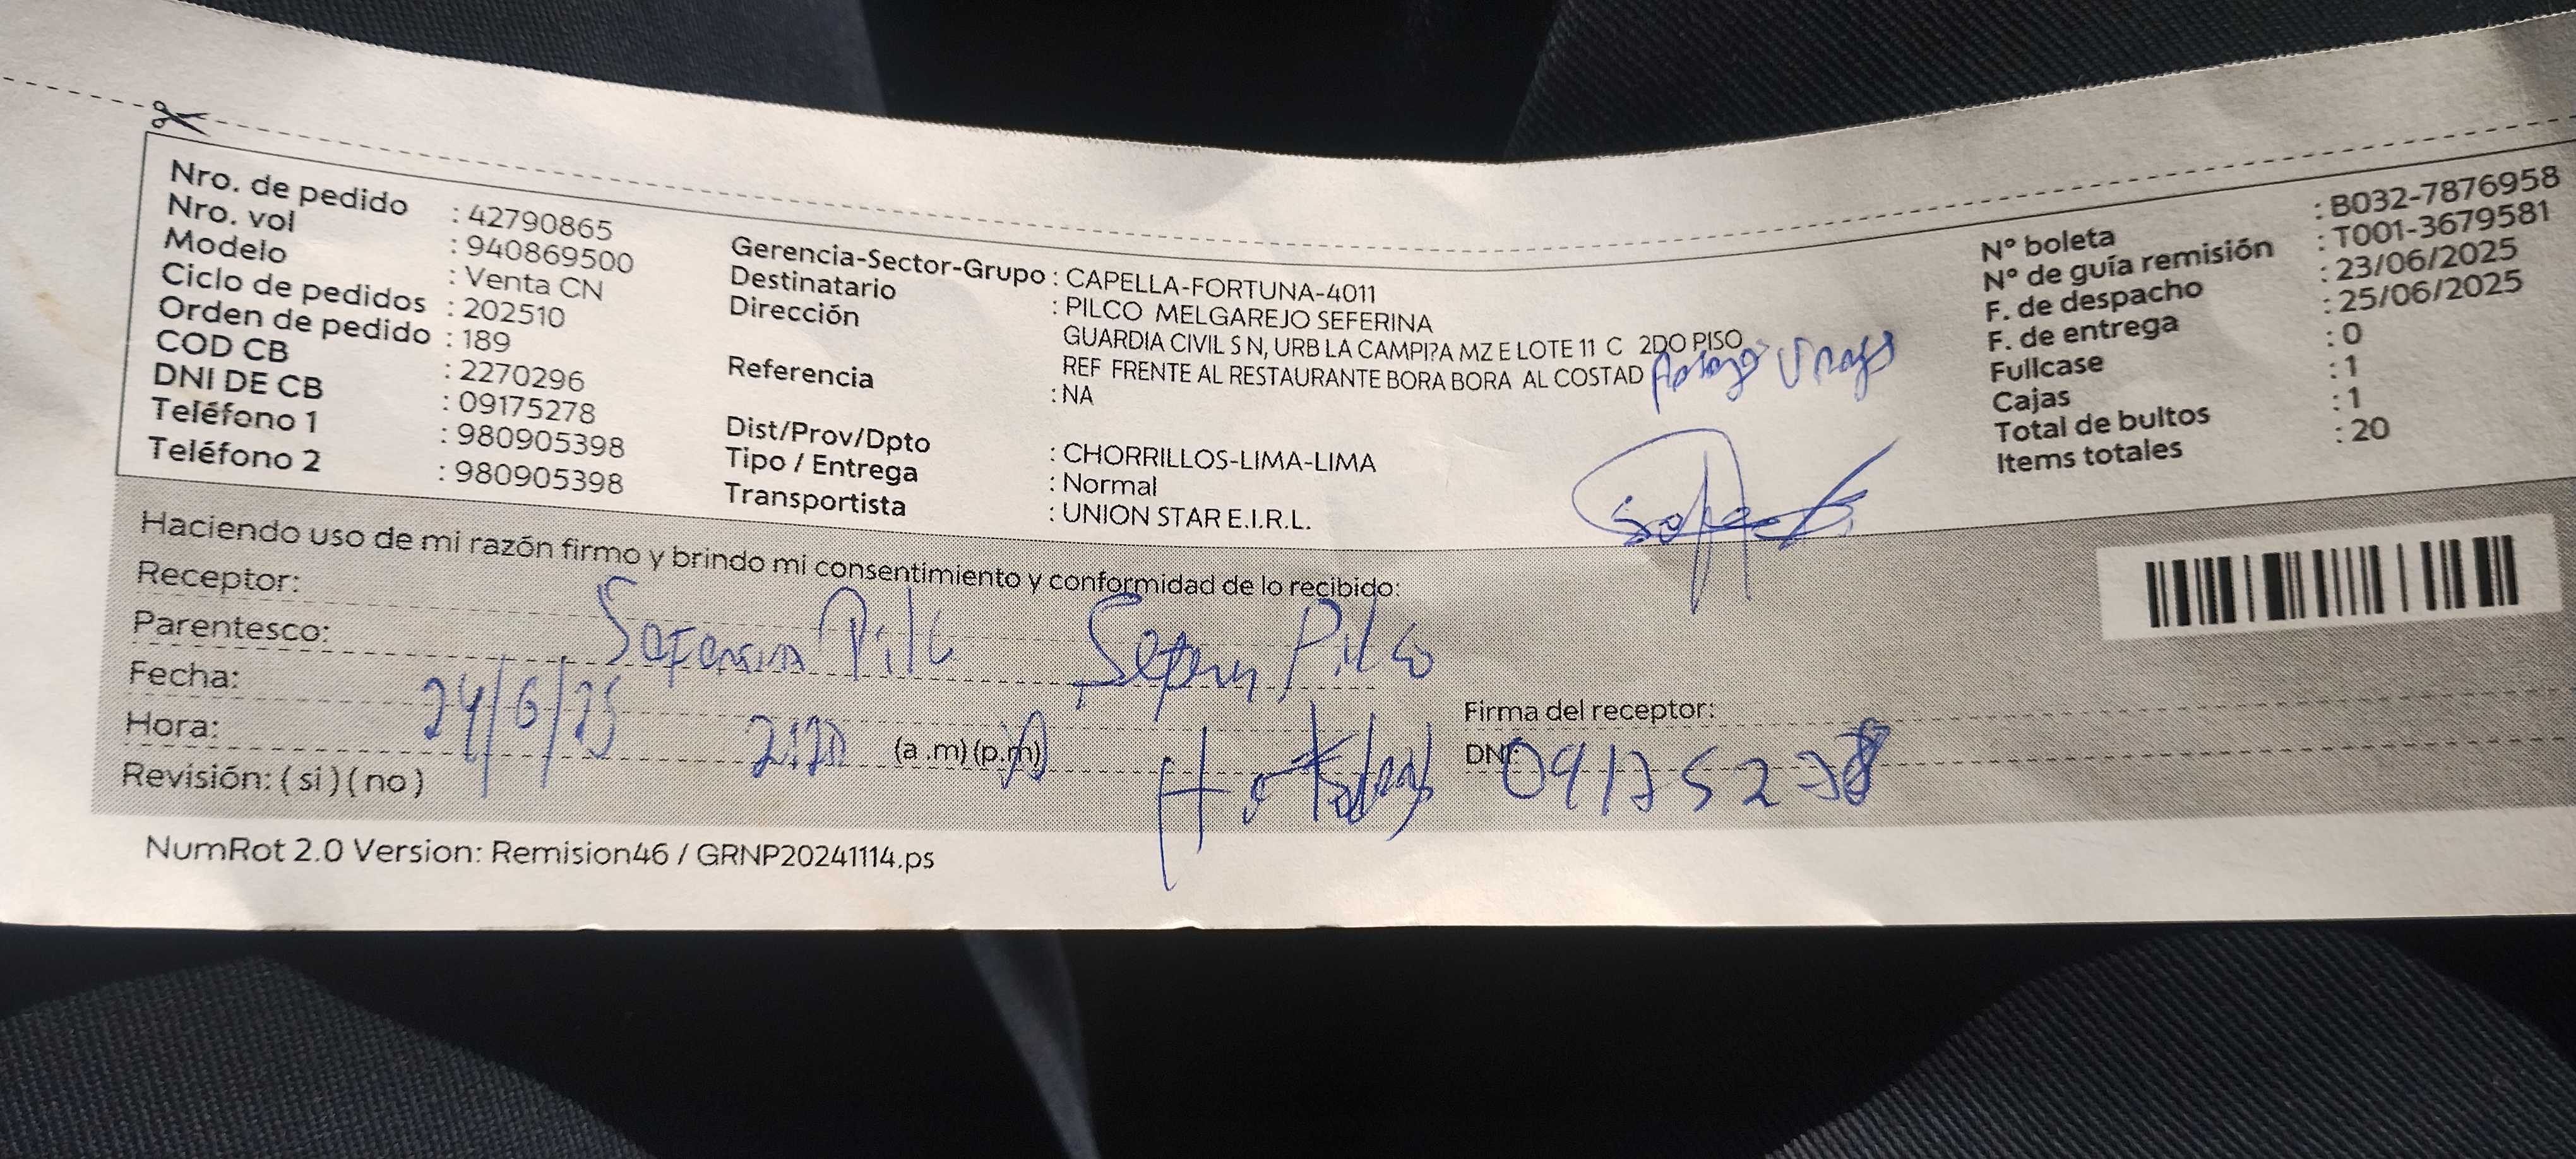 Nro. de pedido : 42790865
Nro. vol : 940869500
Modelo : Venta CN
Ciclo de pedidos : 202510
Orden de pedido : 189
COD CB : 2270296
DNI DE CB : 09175278
Teléfono 1 : 980905398
Teléfono 2 : 980905398
Gerencia-Sector-Grupo : CAPELLA-FORTUNA-4011
Destinatario : PILCO MELGAREJO SEFERINA
Dirección GUARDIA CIVIL S N, URB LA CAMPI?A MZ E LOTE 11 C 2DO PISO
REF FRENTE AL RESTAURANTE BORA BORA AL COSTAD
Referencia : NA
Dist/Prov/Dpto : CHORRILLOS-LIMA-LIMA
Tipo / Entrega : Normal
Transportista : UNION STAR E.I.R.L.
N° boleta : B032-7876958
N° de guía remisión : T001-3679581
F. de despacho : 23/06/2025
F. de entrega : 25/06/2025
Fullcase : 0
Cajas : 1
Total de bultos : 1
Items totales : 20
Haciendo uso de mi razón firmo y brindo mi consentimiento y conformidad de lo recibido:
Receptor:
Parentesco: Pilco
Fecha: 24/6/25
Hora: (a.m) (p.m)
Revisión: ( si ) ( no )
Firma del receptor:
DNI: 09175278
NumRot 2.0 Version: Remision46 / GRNP20241114.ps